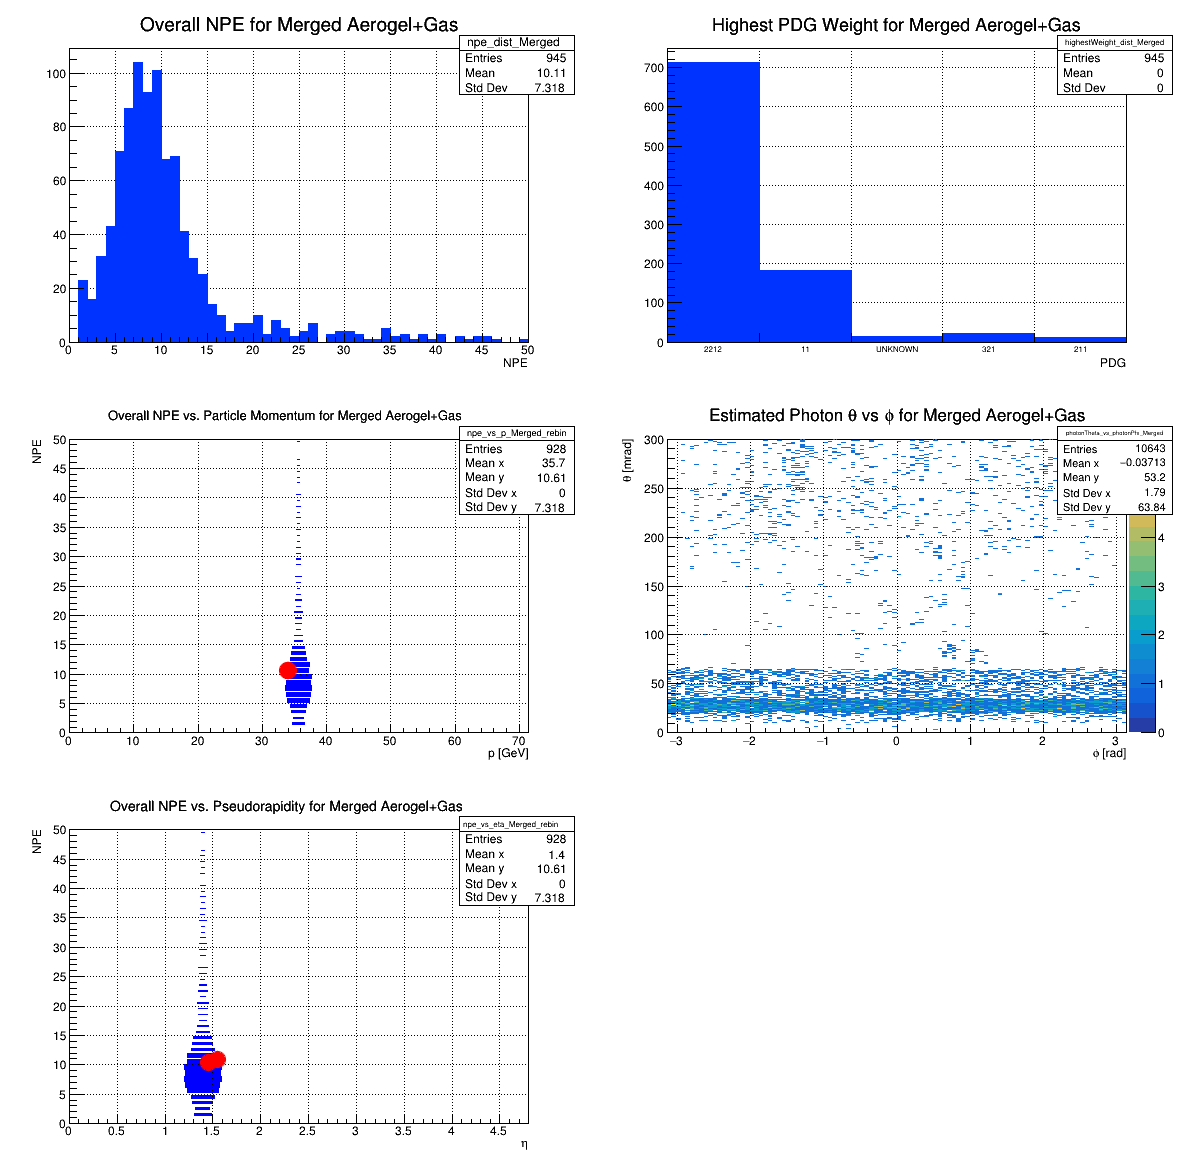 Overall NPE for Merged Aerogel+Gas
npe_dist_Merged
Entries 945
Mean 10.11
Std Dev 7.318
100
80
60
40
20
0
0 5 10 15 20 25 30 35 40 45 50
NPE
Highest PDG Weight for Merged Aerogel+Gas
highestWeight_dist_Merged
Entries 945
Mean 0
Std Dev 0
700
600
500
400
300
200
100
0
2212 11 UNKNOWN 321 211
PDG
Overall NPE vs. Particle Momentum for Merged Aerogel+Gas
NPE
npe_vs_p_Merged_rebin
Entries 928
Mean x 35.7
Mean y 10.61
Std Dev x 0
Std Dev y 7.318
50
45
40
35
30
25
20
15
10
5
0
0 10 20 30 40 50 60 70
p [GeV]
Estimated Photon θ vs ϕ for Merged Aerogel+Gas
θ [mrad]
photonTheta_vs_photonPhi_Merged
Entries 10643
Mean x −0.03713
Mean y 53.2
Std Dev x 1.79
Std Dev y 63.84
300
250
200
150
100
50
0
−3 −2 −1 0 1 2 3
ϕ [rad]
4
3
2
1
0
Overall NPE vs. Pseudorapidity for Merged Aerogel+Gas
NPE
npe_vs_eta_Merged_rebin
Entries 928
Mean x 1.4
Mean y 10.61
Std Dev x 0
Std Dev y 7.318
50
45
40
35
30
25
20
15
10
5
0
0 0.5 1 1.5 2 2.5 3 3.5 4 4.5
η